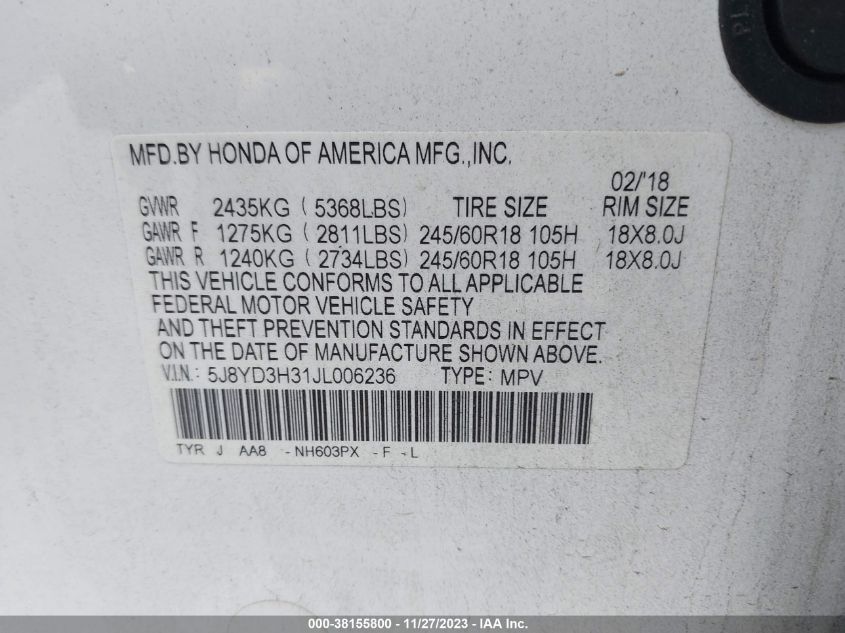 MFD.BY HONDA OF AMERICA MFG.,INC.
02/'18
GVWR 2435KG ( 5368LBS) TIRE SIZE RIM SIZE
GAWR F 1275KG ( 2811LBS) 245/60R18 105H 18X8.0J
GAWR R 1240KG ( 2734LBS) 245/60R18 105H 18X8.0J
THIS VEHICLE CONFORMS TO ALL APPLICABLE
FEDERAL MOTOR VEHICLE SAFETY
AND THEFT PREVENTION STANDARDS IN EFFECT
ON THE DATE OF MANUFACTURE SHOWN ABOVE.
V.I.N.: 5J8YD3H31JL006236 TYPE: MPV
TYR J AA8 -NH603PX -F -L
000-38155800 - 11/27/2023 - IAA Inc.